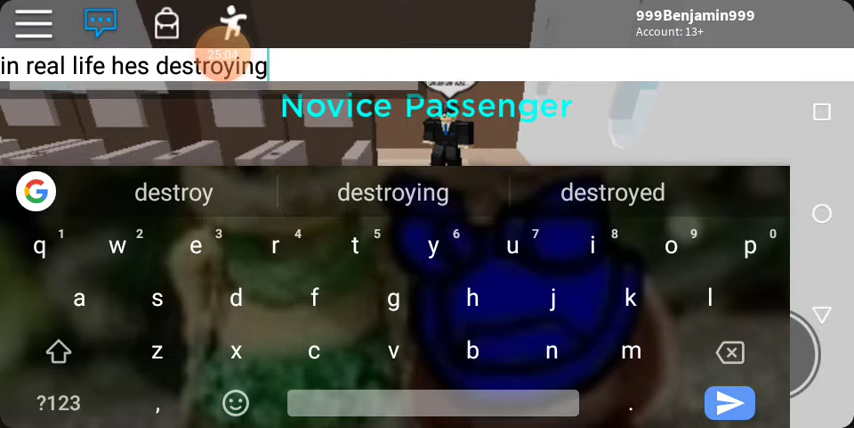 999Benjamin999
Account: 13+
25:04
in real life hes destroying
Novice Passenger
destroy destroying destroyed
q 1 w 2 e 3 r 4 t 5 y 6 u 7 i 8 o 9 p 0
a s d f g h j k l
z x c v b n m
?123 , .